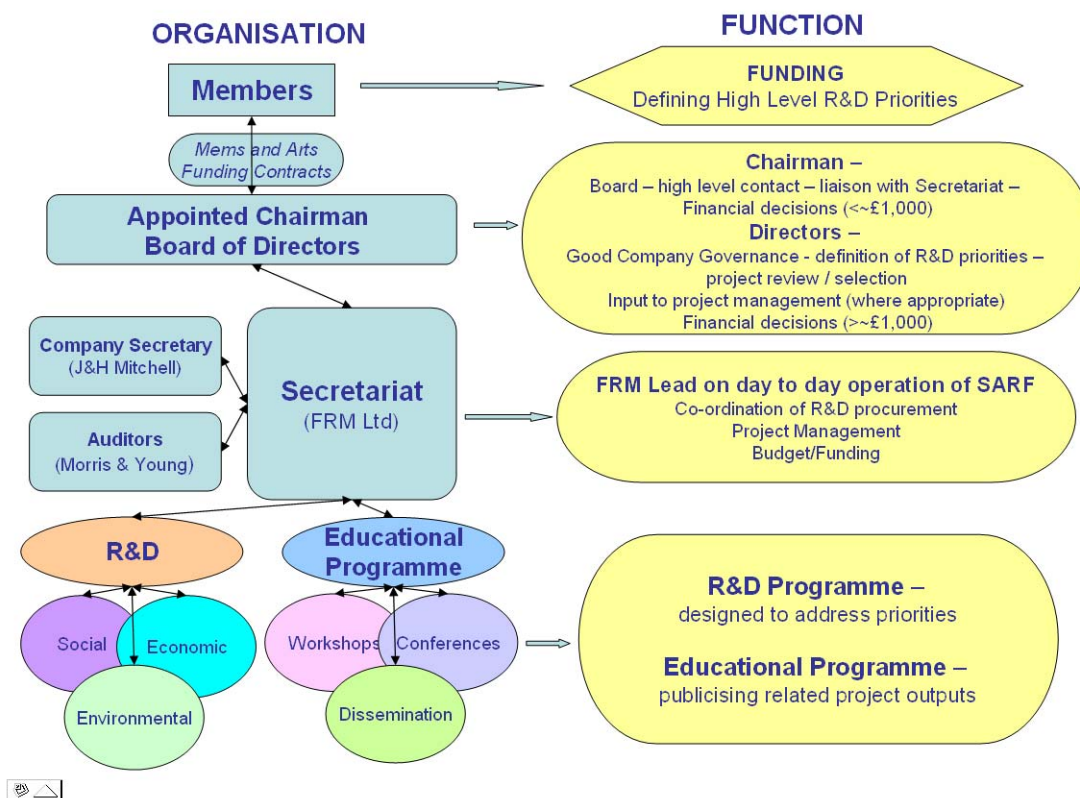 ORGANISATION
FUNCTION
Members
FUNDING
Defining High Level R&D Priorities
Mems and Arts
Funding Contracts
Appointed Chairman
Board of Directors
Chairman –
Board – high level contact – liaison with Secretariat –
Financial decisions (<~£1,000)
Directors –
Good Company Governance - definition of R&D priorities –
project review / selection
Input to project management (where appropriate)
Financial decisions (>~£1,000)
Company Secretary
(J&H Mitchell)
Auditors
(Morris & Young)
Secretariat
(FRM Ltd)
FRM Lead on day to day operation of SARF
Co-ordination of R&D procurement
Project Management
Budget/Funding
R&D
Educational
Programme
Social
Economic
Environmental
Workshops
Conferences
Dissemination
R&D Programme –
designed to address priorities
Educational Programme –
publicising related project outputs